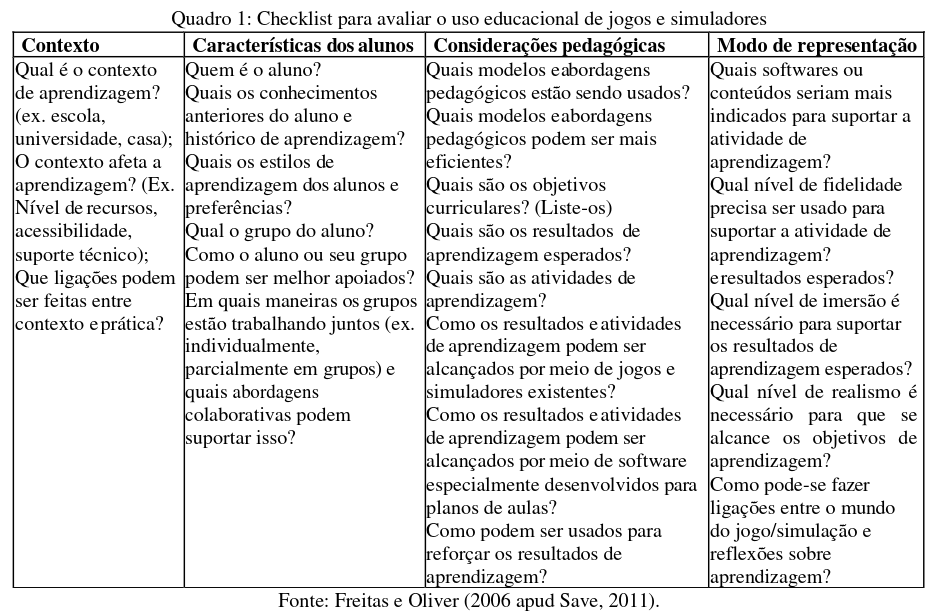 Quadro 1: Checklist para avaliar o uso educacional de jogos e simuladores
Contexto
Características dos alunos
Considerações pedagógicas
Modo de representação
Qual é o contexto
de aprendizagem?
(ex. escola,
universidade, casa);
O contexto afeta a
aprendizagem? (Ex.
Nível de recursos,
acessibilidade,
suporte técnico);
Que ligações podem
ser feitas entre
contexto e prática?
Quem é o aluno?
Quais os conhecimentos
anteriores do aluno e
histórico de aprendizagem?
Quais os estilos de
aprendizagem dos alunos e
preferências?
Qual o grupo do aluno?
Como o aluno ou seu grupo
podem ser melhor apoiados?
Em quais maneiras os grupos
estão trabalhando juntos (ex.
individualmente,
parcialmente em grupos) e
quais abordagens
colaborativas podem
suportar isso?
Quais modelos e abordagens
pedagógicos estão sendo usados?
Quais modelos e abordagens
pedagógicos podem ser mais
eficientes?
Quais são os objetivos
curriculares? (Liste-os)
Quais são os resultados de
aprendizagem esperados?
Quais são as atividades de
aprendizagem?
Como os resultados e atividades
de aprendizagem podem ser
alcançados por meio de jogos e
simuladores existentes?
Como os resultados e atividades
de aprendizagem podem ser
alcançados por meio de software
especialmente desenvolvidos para
planos de aulas?
Como podem ser usados para
reforçar os resultados de
aprendizagem?
Quais softwares ou
conteúdos seriam mais
indicados para suportar a
atividade de
aprendizagem?
Qual nível de fidelidade
precisa ser usado para
suportar a atividade de
aprendizagem?
e resultados esperados?
Qual nível de imersão é
necessário para suportar
os resultados de
aprendizagem esperados?
Qual nível de realismo é
necessário para que se
alcance os objetivos de
aprendizagem?
Como pode-se fazer
ligações entre o mundo
do jogo/simulação e
reflexões sobre
aprendizagem?
Fonte: Freitas e Oliver (2006 apud Save, 2011).